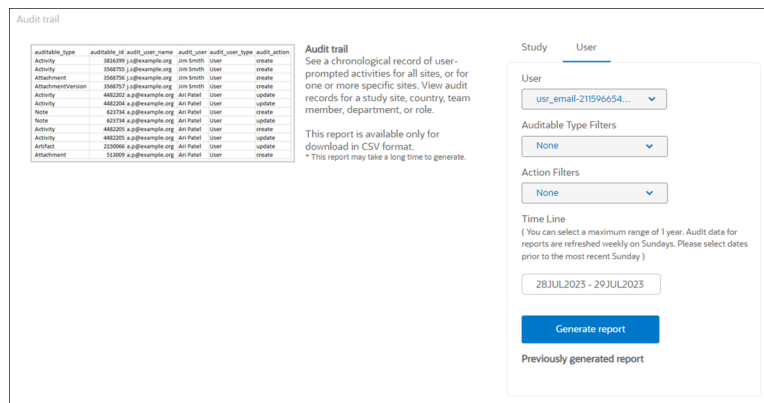 Audit trail
auditable_type auditable_id audit_user_name audit_user audit_user_type audit_action
Activity 3816399 j.s@example.org Jim Smith User create
Activity 3568755 j.s@example.org Jim Smith User create
Attachment 3568756 j.s@example.org Jim Smith User create
AttachmentVersion 3568757 j.s@example.org Jim Smith User create
Activity 4482202 a.p@example.org Ari Patel User update
Activity 4482204 a.p@example.org Ari Patel User update
Note 623734 a.p@example.org Ari Patel User create
Note 623734 a.p@example.org Ari Patel User update
Activity 4482205 a.p@example.org Ari Patel User create
Activity 4482205 a.p@example.org Ari Patel User update
Artifact 2150066 a.p@example.org Ari Patel User update
Attachment 513009 a.p@example.org Ari Patel User create
Audit trail
See a chronological record of user-
prompted activities for all sites, or for
one or more specific sites. View audit
records for a study site, country, team
member, department, or role.
This report is available only for
download in CSV format.
* This report may take a long time to generate.
Study User
User
usr_email-211596654...
Auditable Type Filters
None
Action Filters
None
Time Line
( You can select a maximum range of 1 year. Audit data for
reports are refreshed weekly on Sundays. Please select dates
prior to the most recent Sunday )
28JUL2023 - 29JUL2023
Generate report
Previously generated report